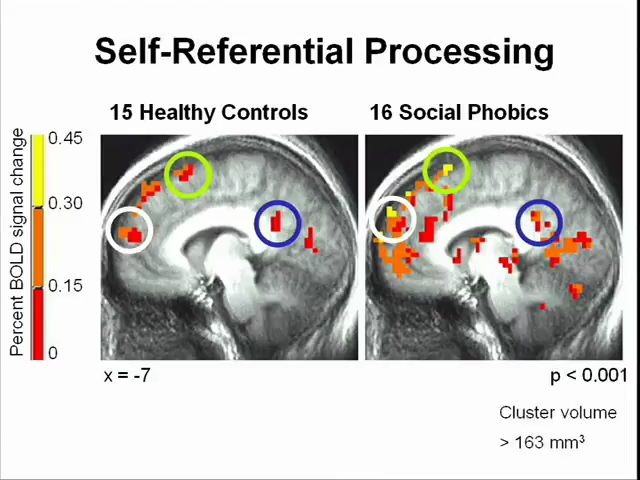 Self-Referential Processing
15 Healthy Controls
16 Social Phobics
Percent BOLD signal change
0.45
0.30
0.15
0
x = -7
p < 0.001
Cluster volume
> 163 mm³